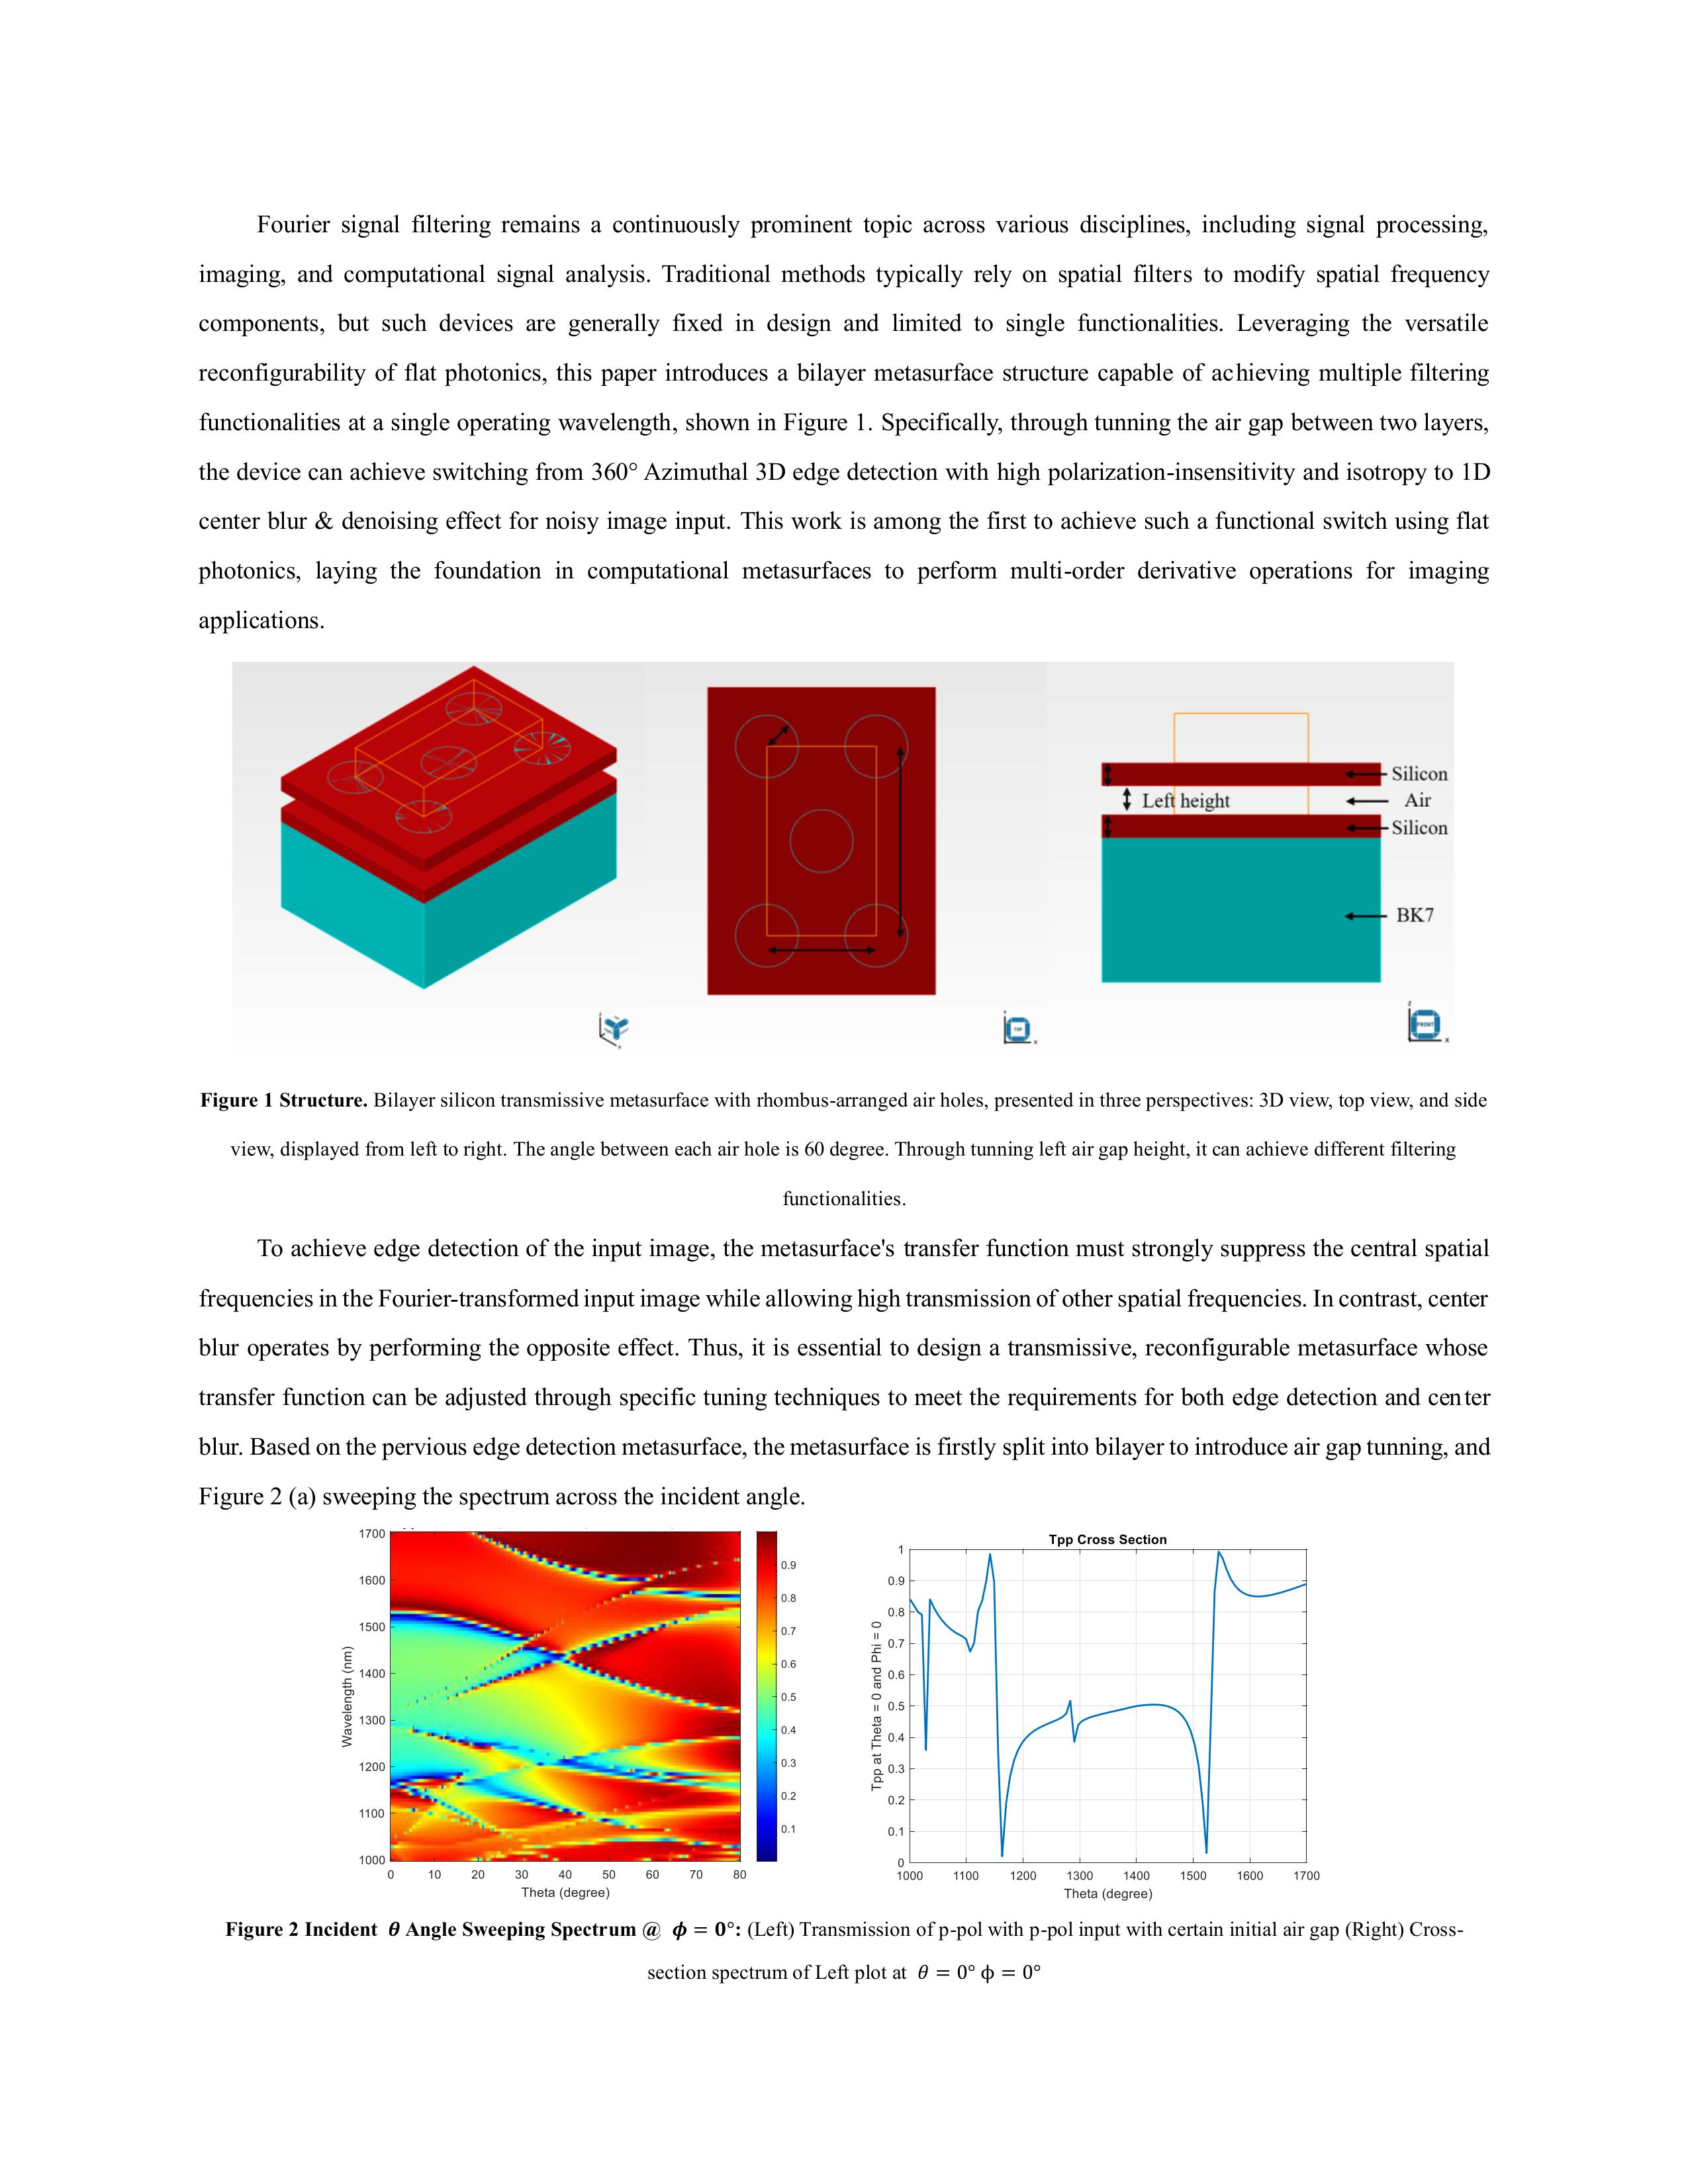 Fourier signal filtering remains a continuously prominent topic across various disciplines, including signal processing,
imaging, and computational signal analysis. Traditional methods typically rely on spatial filters to modify spatial frequency
components, but such devices are generally fixed in design and limited to single functionalities. Leveraging the versatile
reconfigurability of flat photonics, this paper introduces a bilayer metasurface structure capable of achieving multiple filtering
functionalities at a single operating wavelength, shown in Figure 1. Specifically, through tunning the air gap between two layers,
the device can achieve switching from 360° Azimuthal 3D edge detection with high polarization-insensitivity and isotropy to 1D
center blur & denoising effect for noisy image input. This work is among the first to achieve such a functional switch using flat
photonics, laying the foundation in computational metasurfaces to perform multi-order derivative operations for imaging
applications.
Silicon
Left height
Air
Silicon
BK7
TOP
FRONT
Figure 1 Structure. Bilayer silicon transmissive metasurface with rhombus-arranged air holes, presented in three perspectives: 3D view, top view, and side
view, displayed from left to right. The angle between each air hole is 60 degree. Through tunning left air gap height, it can achieve different filtering
functionalities.
To achieve edge detection of the input image, the metasurface's transfer function must strongly suppress the central spatial
frequencies in the Fourier-transformed input image while allowing high transmission of other spatial frequencies. In contrast, center
blur operates by performing the opposite effect. Thus, it is essential to design a transmissive, reconfigurable metasurface whose
transfer function can be adjusted through specific tuning techniques to meet the requirements for both edge detection and center
blur. Based on the pervious edge detection metasurface, the metasurface is firstly split into bilayer to introduce air gap tunning, and
Figure 2 (a) sweeping the spectrum across the incident angle.
1700
1600
1500
1400
1300
1200
1100
1000
Wavelength (nm)
0 10 20 30 40 50 60 70 80
Theta (degree)
0.9
0.8
0.7
0.6
0.5
0.4
0.3
0.2
0.1
Tpp Cross Section
1
0.9
0.8
0.7
0.6
0.5
0.4
0.3
0.2
0.1
0
Tpp at Theta = 0 and Phi = 0
1000 1100 1200 1300 1400 1500 1600 1700
Theta (degree)
Figure 2 Incident θ Angle Sweeping Spectrum @ ϕ = 0°: (Left) Transmission of p-pol with p-pol input with certain initial air gap (Right) Cross-
section spectrum of Left plot at θ = 0° ϕ = 0°